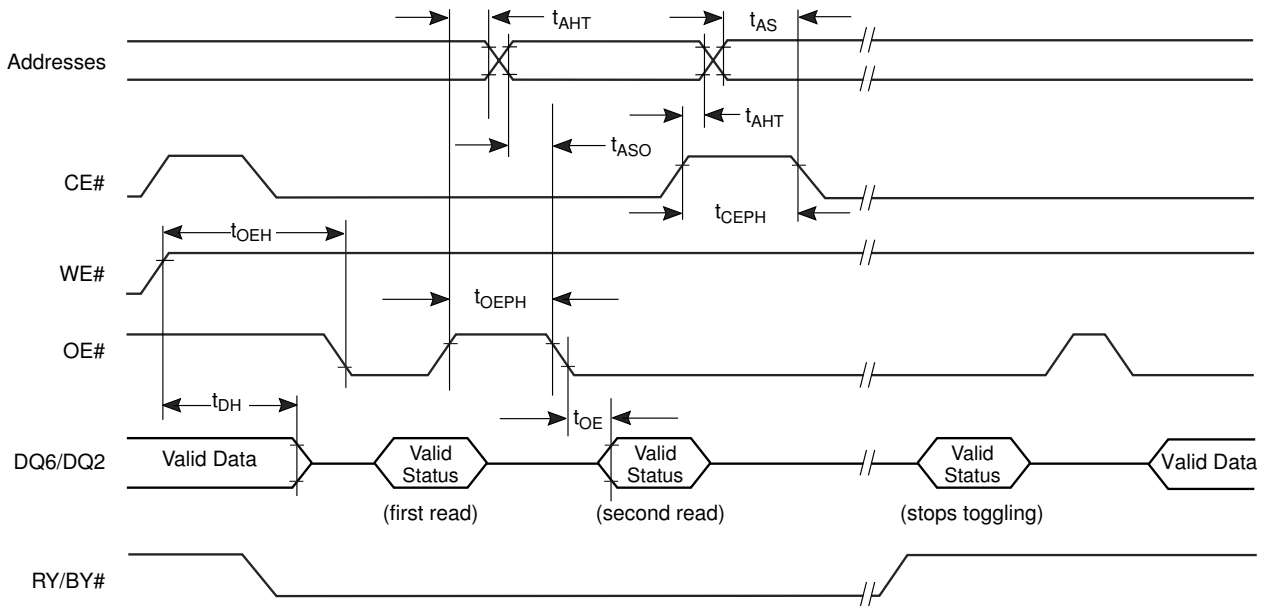 tAHT
tAS
Addresses
tAHT
tASO
CE#
tCEPH
tOEH
WE#
tOEPH
OE#
tDH
tOE
DQ6/DQ2
Valid Data
Valid
Status
Valid
Status
Valid
Status
Valid Data
(first read)
(second read)
(stops toggling)
RY/BY#